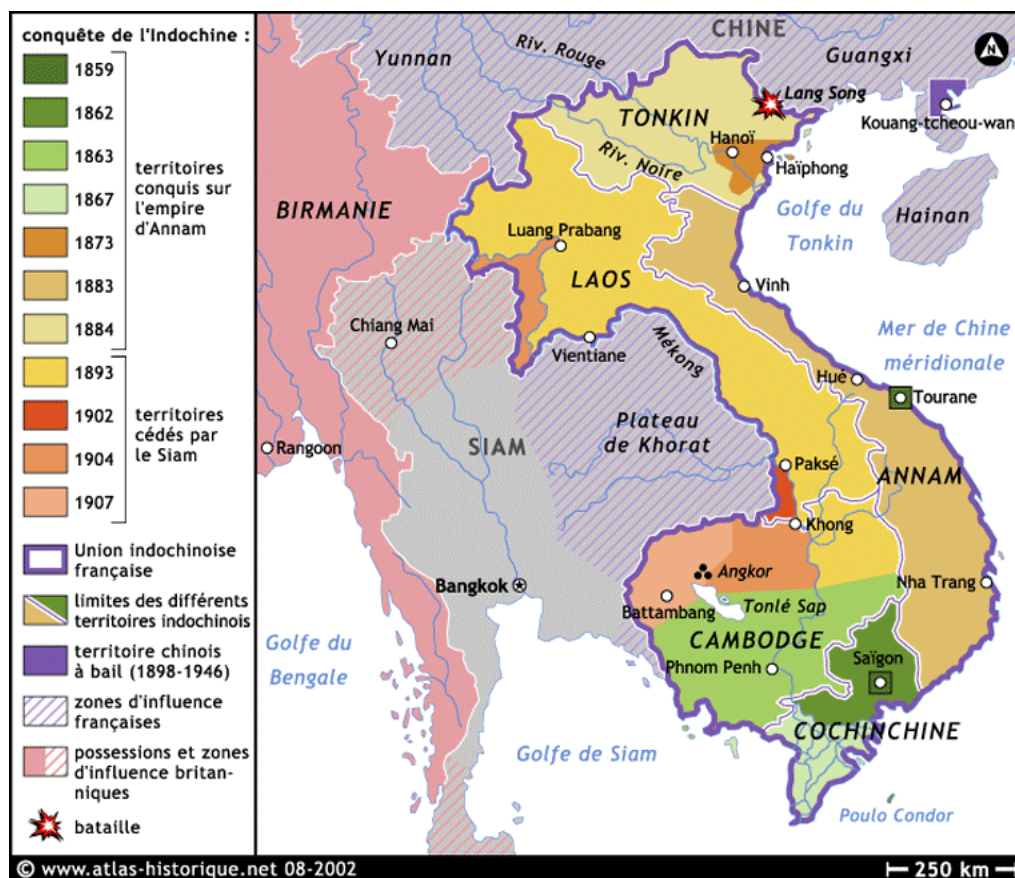 conquête de l'Indochine :
1859
1862
1863
1867
1873
1883
1884
territoires
conquis sur
l'empire
d'Annam
1893
1902
1904
1907
territoires
cédés par
le Siam
Union indochinoise
française
limites des différents
territoires indochinois
territoire chinois
à bail (1898-1946)
zones d'influence
françaises
possessions et zones
d'influence britan-
niques
bataille
CHINE
N
Yunnan
Riv. Rouge
Guangxi
Lang Song
Kouang-tcheou-wan
TONKIN
Hanoï
Haïphong
Riv. Noire
BIRMANIE
Golfe du
Tonkin
Hainan
Luang Prabang
LAOS
Vinh
Chiang Mai
Vientiane
Mékong
Mer de Chine
méridionale
Hué
Tourane
Plateau
de Khorat
SIAM
Rangoon
Paksé
ANNAM
Khong
Angkor
Bangkok
Battambang
Tonlé Sap
Nha Trang
CAMBODGE
Phnom Penh
Saïgon
Golfe du
Bengale
COCHINCHINE
Golfe de Siam
Poulo Condor
© www.atlas-historique.net 08-2002
250 km